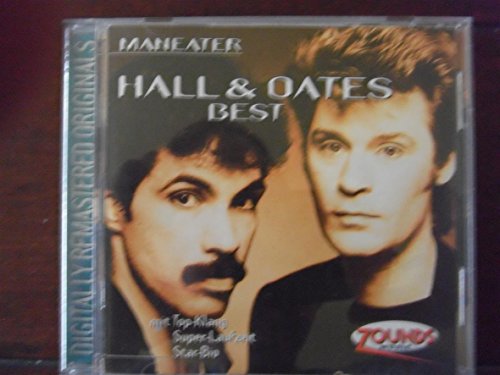 MANEATER
HALL & OATES
BEST
DIGITALLY REMASTERED ORIGINALS
mit Top-Klang
Super-Laufzeit
Star-Bio
ZOUNDS